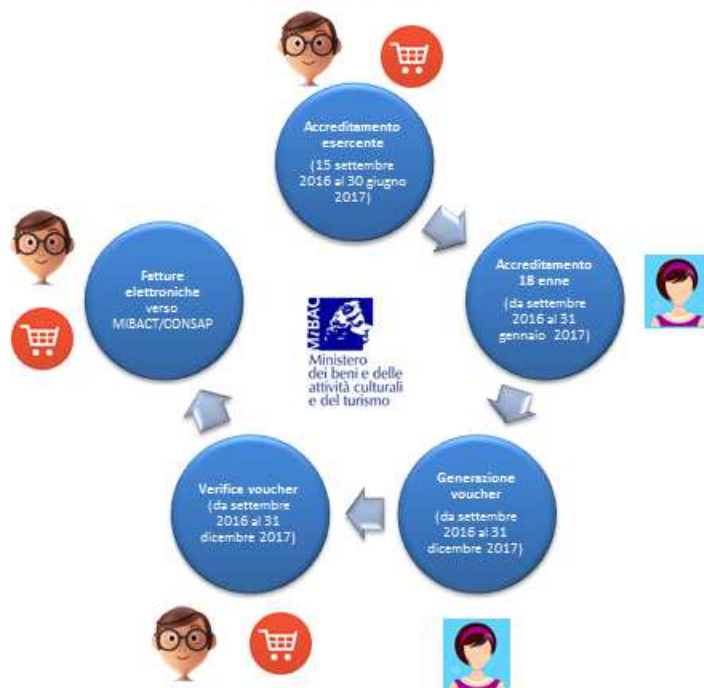 Accreditamento
esercente
(15 settembre
2016 al 30 giugno
2017)
Accreditamento
18 enne
(da settembre
2016 al 31
gennaio 2017)
Generazione
voucher
(da settembre
2016 al 31
dicembre 2017)
Verifica voucher
(da settembre
2016 al 31
dicembre 2017)
Fatture
elettroniche
verso
MIBACT/CONSAP
MiBAC
Ministero
dei beni e delle
attività culturali
e del turismo